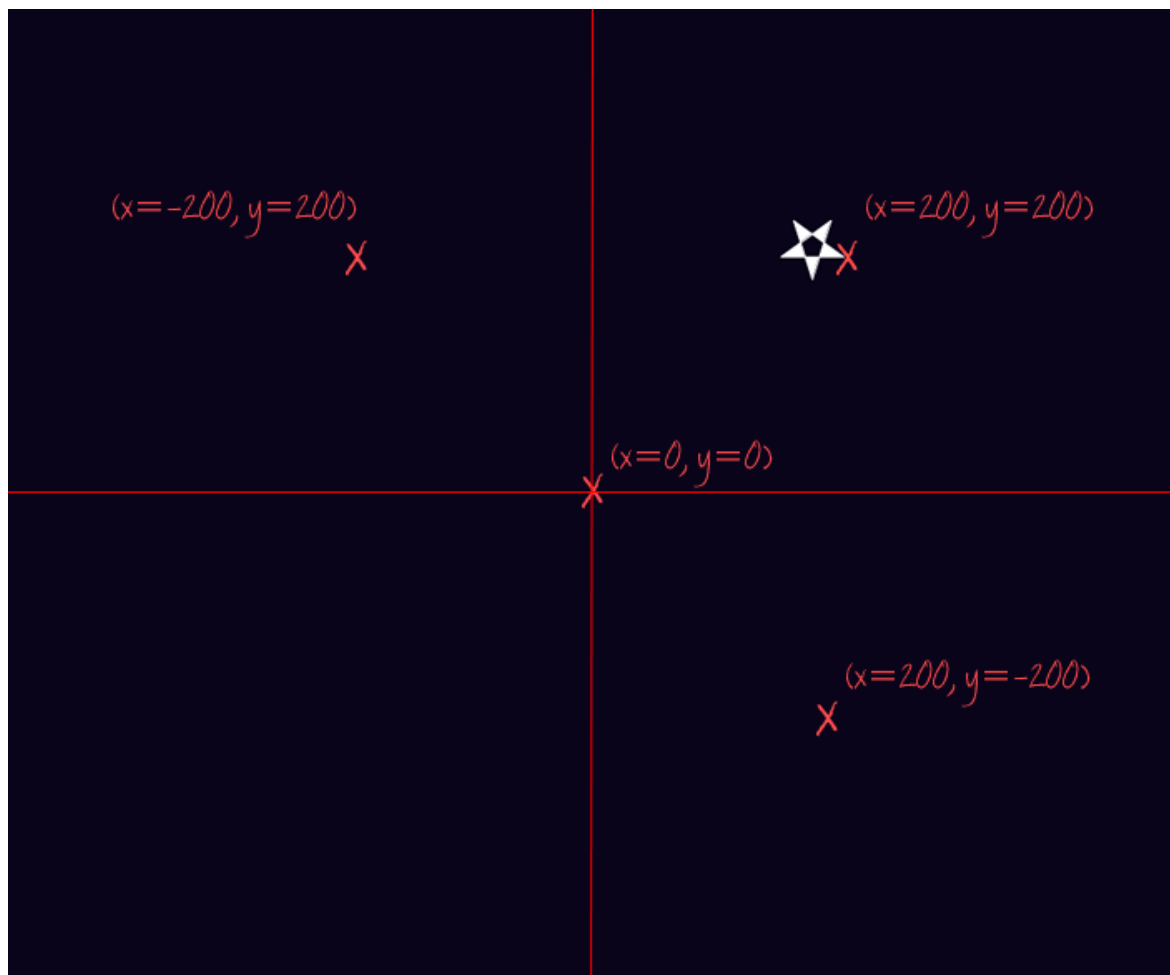 (x=-200, y=200)
(x=200, y=200)
X
X
(x=0, y=0)
X
(x=200, y=-200)
X